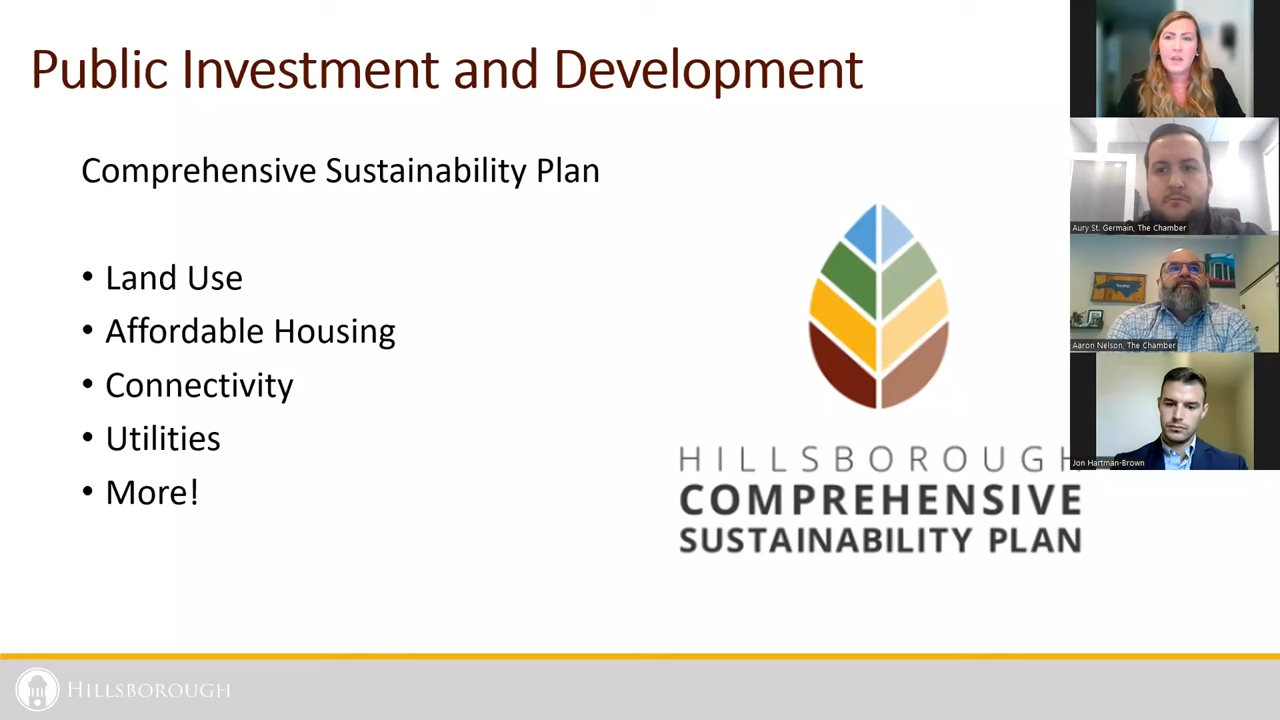 Public Investment and Development
Comprehensive Sustainability Plan
• Land Use
• Affordable Housing
• Connectivity
• Utilities
• More!
HILLSBOROUGH
COMPREHENSIVE
SUSTAINABILITY PLAN
HILLSBOROUGH
Aury St. Germain, The Chamber
home
Aaron Nelson, The Chamber
Jon Hartman-Brown